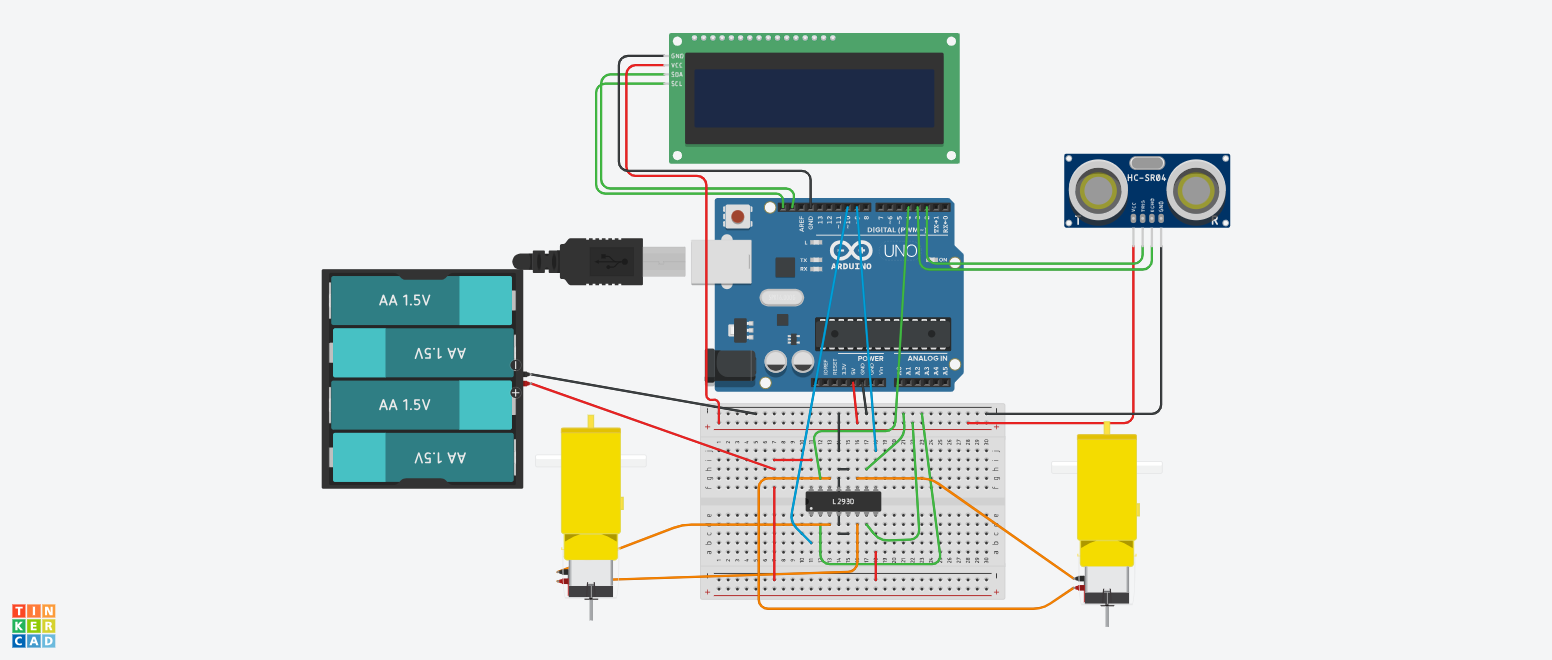 GND
VCC
SDA
SCL
HC-SR04
VCC
TRIG
ECHO
GND
T
R
AREF
GND
13
12
~11
~10
~9
8
7
~6
~5
4
~3
2
TX→1
RX←0
DIGITAL (PWM~)
L
TX
RX
ARDUINO
UNO
ON
AA 1.5V
AA 1.5V
AA 1.5V
AA 1.5V
POWER
ANALOG IN
IOREF
RESET
3.3V
5V
GND
GND
Vin
A0
A1
A2
A3
A4
A5
L293D
TIN
KER
CAD